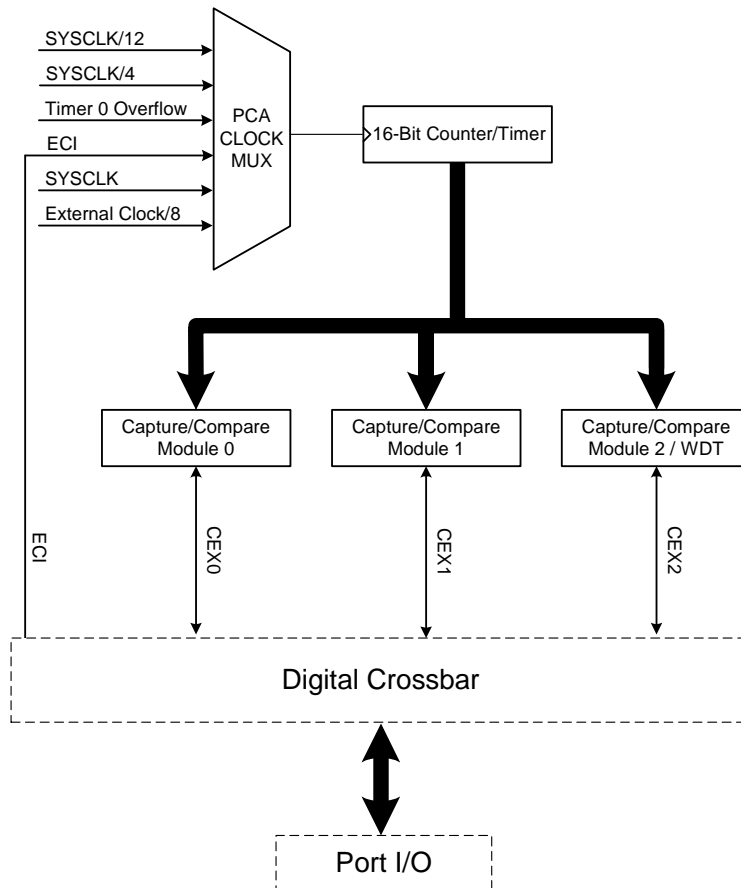 SYSCLK/12
SYSCLK/4
Timer 0 Overflow
ECI
SYSCLK
External Clock/8
PCA
CLOCK
MUX
16-Bit Counter/Timer
Capture/Compare
Module 0
Capture/Compare
Module 1
Capture/Compare
Module 2 / WDT
ECI
CEX0
CEX1
CEX2
Digital Crossbar
Port I/O